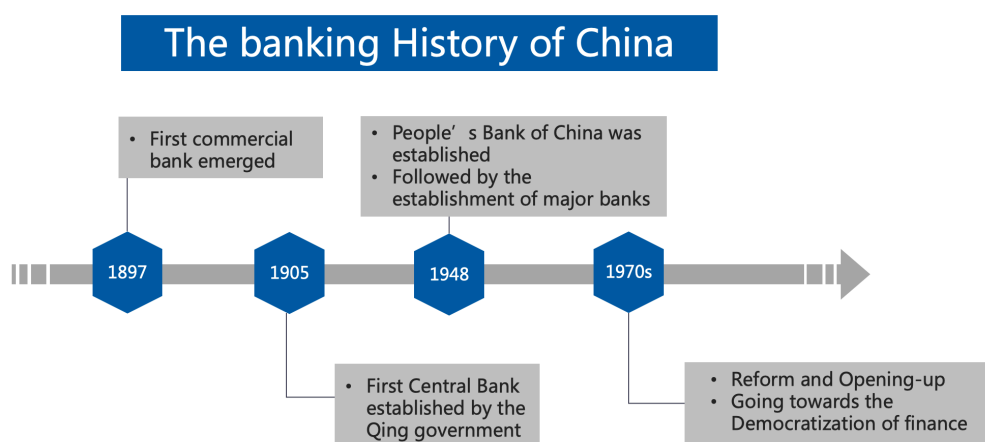 The banking History of China
• First commercial
bank emerged
• People’s Bank of China was
established
• Followed by the
establishment of major banks
1897
1905
1948
1970s
• First Central Bank
established by the
Qing government
• Reform and Opening-up
• Going towards the
Democratization of finance